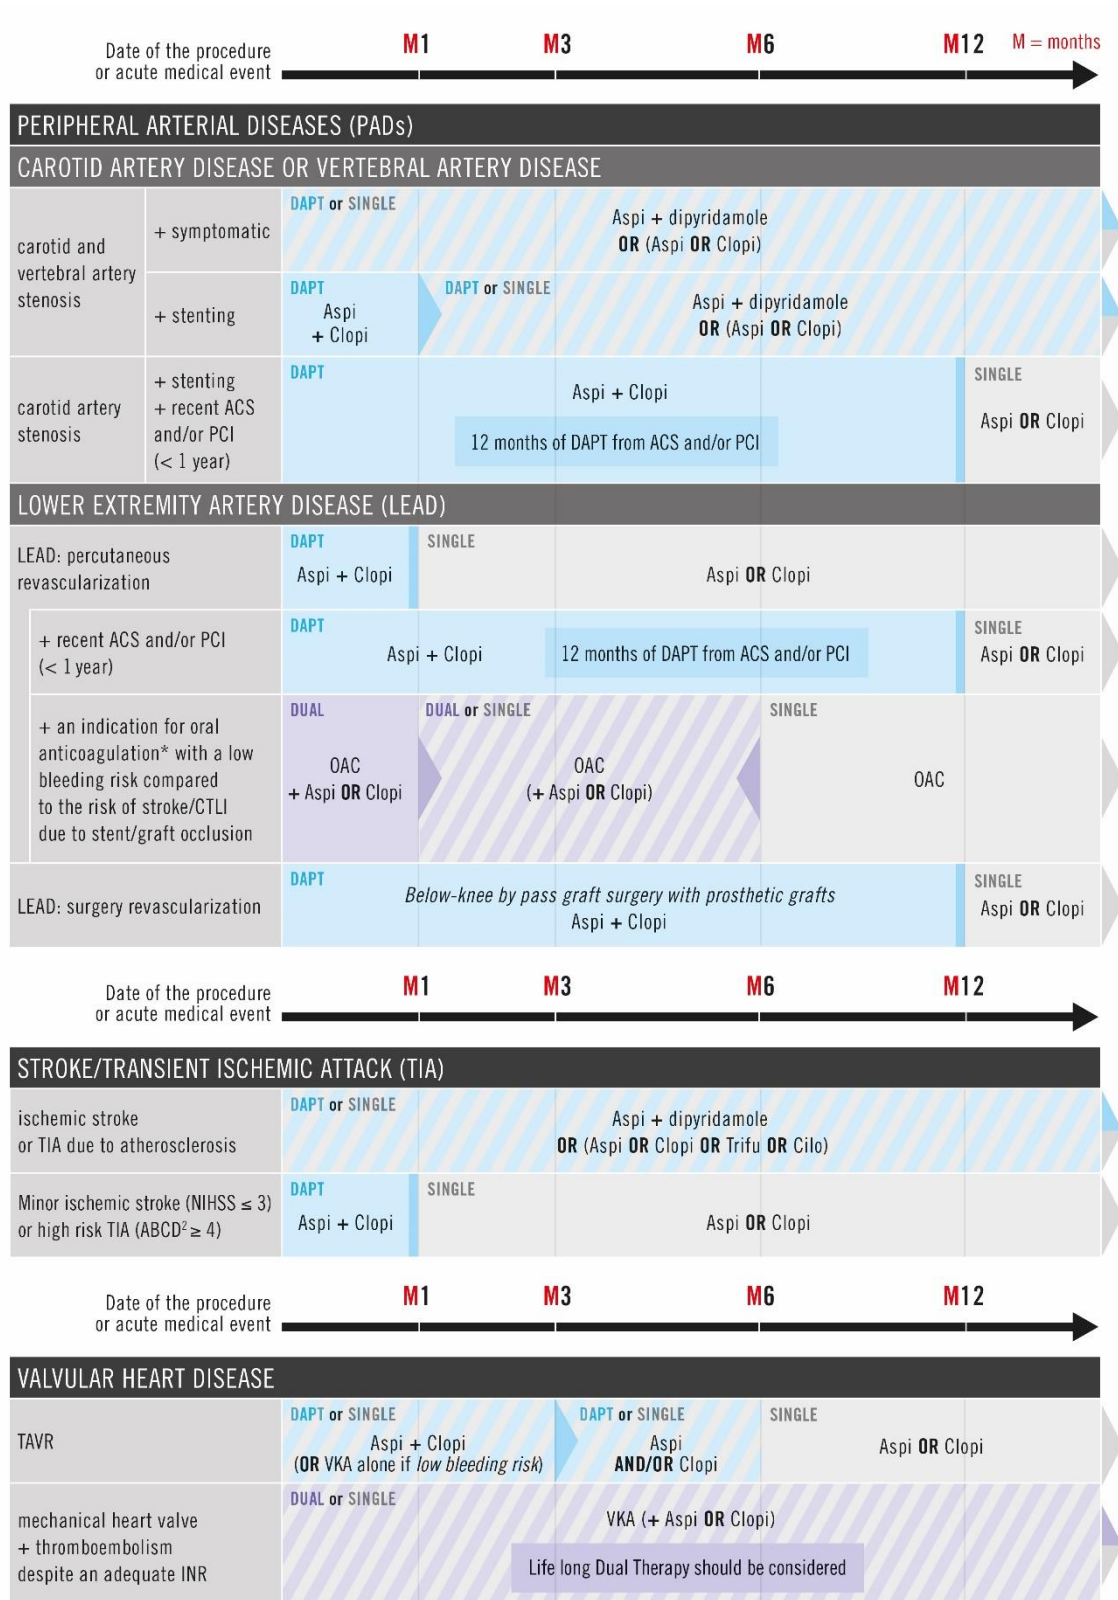 Date of the procedure
or acute medical event
M1 M3 M6 M12 M = months
PERIPHERAL ARTERIAL DISEASES (PADs)
CAROTID ARTERY DISEASE OR VERTEBRAL ARTERY DISEASE
carotid and
vertebral artery
stenosis
+ symptomatic
DAPT or SINGLE
Aspi + dipyridamole
OR (Aspi OR Clopi)
+ stenting
DAPT
Aspi
+ Clopi
DAPT or SINGLE
Aspi + dipyridamole
OR (Aspi OR Clopi)
carotid artery
stenosis
+ stenting
+ recent ACS
and/or PCI
(< 1 year)
DAPT
Aspi + Clopi
12 months of DAPT from ACS and/or PCI
SINGLE
Aspi OR Clopi
LOWER EXTREMITY ARTERY DISEASE (LEAD)
LEAD: percutaneous
revascularization
DAPT
Aspi + Clopi
SINGLE
Aspi OR Clopi
+ recent ACS and/or PCI
(< 1 year)
DAPT
Aspi + Clopi
12 months of DAPT from ACS and/or PCI
SINGLE
Aspi OR Clopi
+ an indication for oral
anticoagulation* with a low
bleeding risk compared
to the risk of stroke/CTLI
due to stent/graft occlusion
DUAL
OAC
+ Aspi OR Clopi
DUAL or SINGLE
OAC
(+ Aspi OR Clopi)
SINGLE
OAC
LEAD: surgery revascularization
DAPT
Below-knee by pass graft surgery with prosthetic grafts
Aspi + Clopi
SINGLE
Aspi OR Clopi
Date of the procedure
or acute medical event
M1 M3 M6 M12
STROKE/TRANSIENT ISCHEMIC ATTACK (TIA)
ischemic stroke
or TIA due to atherosclerosis
DAPT or SINGLE
Aspi + dipyridamole
OR (Aspi OR Clopi OR Trifu OR Cilo)
Minor ischemic stroke (NIHSS ≤ 3)
or high risk TIA (ABCD² ≥ 4)
DAPT
Aspi + Clopi
SINGLE
Aspi OR Clopi
Date of the procedure
or acute medical event
M1 M3 M6 M12
VALVULAR HEART DISEASE
TAVR
DAPT or SINGLE
Aspi + Clopi
(OR VKA alone if low bleeding risk)
DAPT or SINGLE
Aspi
AND/OR Clopi
SINGLE
Aspi OR Clopi
mechanical heart valve
+ thromboembolism
despite an adequate INR
DUAL or SINGLE
VKA (+ Aspi OR Clopi)
Life long Dual Therapy should be considered